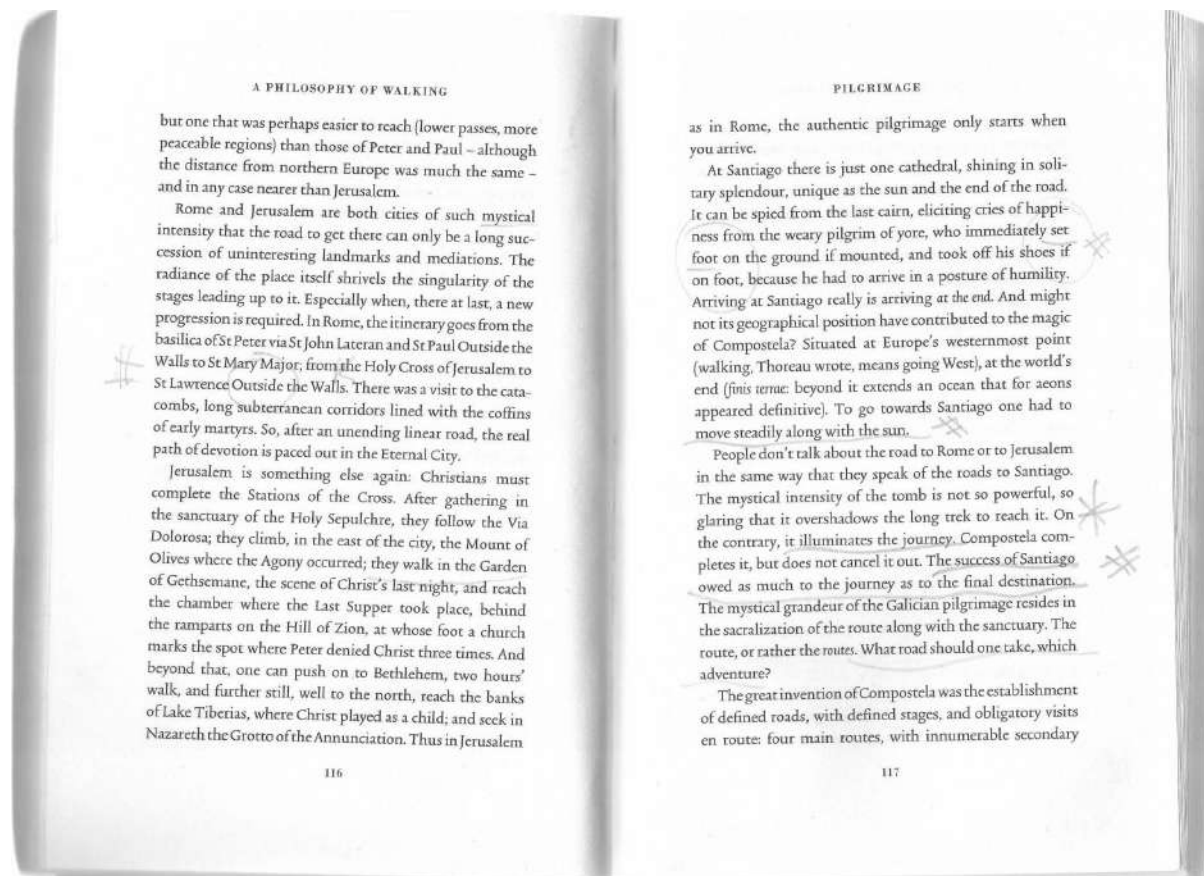 A PHILOSOPHY OF WALKING
but one that was perhaps easier to reach (lower passes, more
peaceable regions) than those of Peter and Paul – although
the distance from northern Europe was much the same –
and in any case nearer than Jerusalem.
Rome and Jerusalem are both cities of such mystical
intensity that the road to get there can only be a long suc-
cession of uninteresting landmarks and mediations. The
radiance of the place itself shrivels the singularity of the
stages leading up to it. Especially when, there at last, a new
progression is required. In Rome, the itinerary goes from the
basilica of St Peter via St John Lateran and St Paul Outside the
Walls to St Mary Major; from the Holy Cross of Jerusalem to
St Lawrence Outside the Walls. There was a visit to the cata-
combs, long subterranean corridors lined with the coffins
of early martyrs. So, after an unending linear road, the real
path of devotion is paced out in the Eternal City.
Jerusalem is something else again: Christians must
complete the Stations of the Cross. After gathering in
the sanctuary of the Holy Sepulchre, they follow the Via
Dolorosa; they climb, in the east of the city, the Mount of
Olives where the Agony occurred; they walk in the Garden
of Gethsemane, the scene of Christ's last night, and reach
the chamber where the Last Supper took place, behind
the ramparts on the Hill of Zion, at whose foot a church
marks the spot where Peter denied Christ three times. And
beyond that, one can push on to Bethlehem, two hours'
walk, and further still, well to the north, reach the banks
of Lake Tiberias, where Christ played as a child; and seek in
Nazareth the Grotto of the Annunciation. Thus in Jerusalem
116
PILGRIMAGE
as in Rome, the authentic pilgrimage only starts when
you arrive.
At Santiago there is just one cathedral, shining in soli-
tary splendour, unique as the sun and the end of the road.
It can be spied from the last cairn, eliciting cries of happi-
ness from the weary pilgrim of yore, who immediately set
foot on the ground if mounted, and took off his shoes if
on foot, because he had to arrive in a posture of humility.
Arriving at Santiago really is arriving at the end. And might
not its geographical position have contributed to the magic
of Compostela? Situated at Europe's westernmost point
(walking, Thoreau wrote, means going West), at the world's
end (finis terrae: beyond it extends an ocean that for aeons
appeared definitive). To go towards Santiago one had to
move steadily along with the sun.
People don't talk about the road to Rome or to Jerusalem
in the same way that they speak of the roads to Santiago.
The mystical intensity of the tomb is not so powerful, so
glaring that it overshadows the long trek to reach it. On
the contrary, it illuminates the journey. Compostela com-
pletes it, but does not cancel it out. The success of Santiago
owed as much to the journey as to the final destination.
The mystical grandeur of the Galician pilgrimage resides in
the sacralization of the route along with the sanctuary. The
route, or rather the routes. What road should one take, which
adventure?
The great invention of Compostela was the establishment
of defined roads, with defined stages, and obligatory visits
en route: four main routes, with innumerable secondary
117